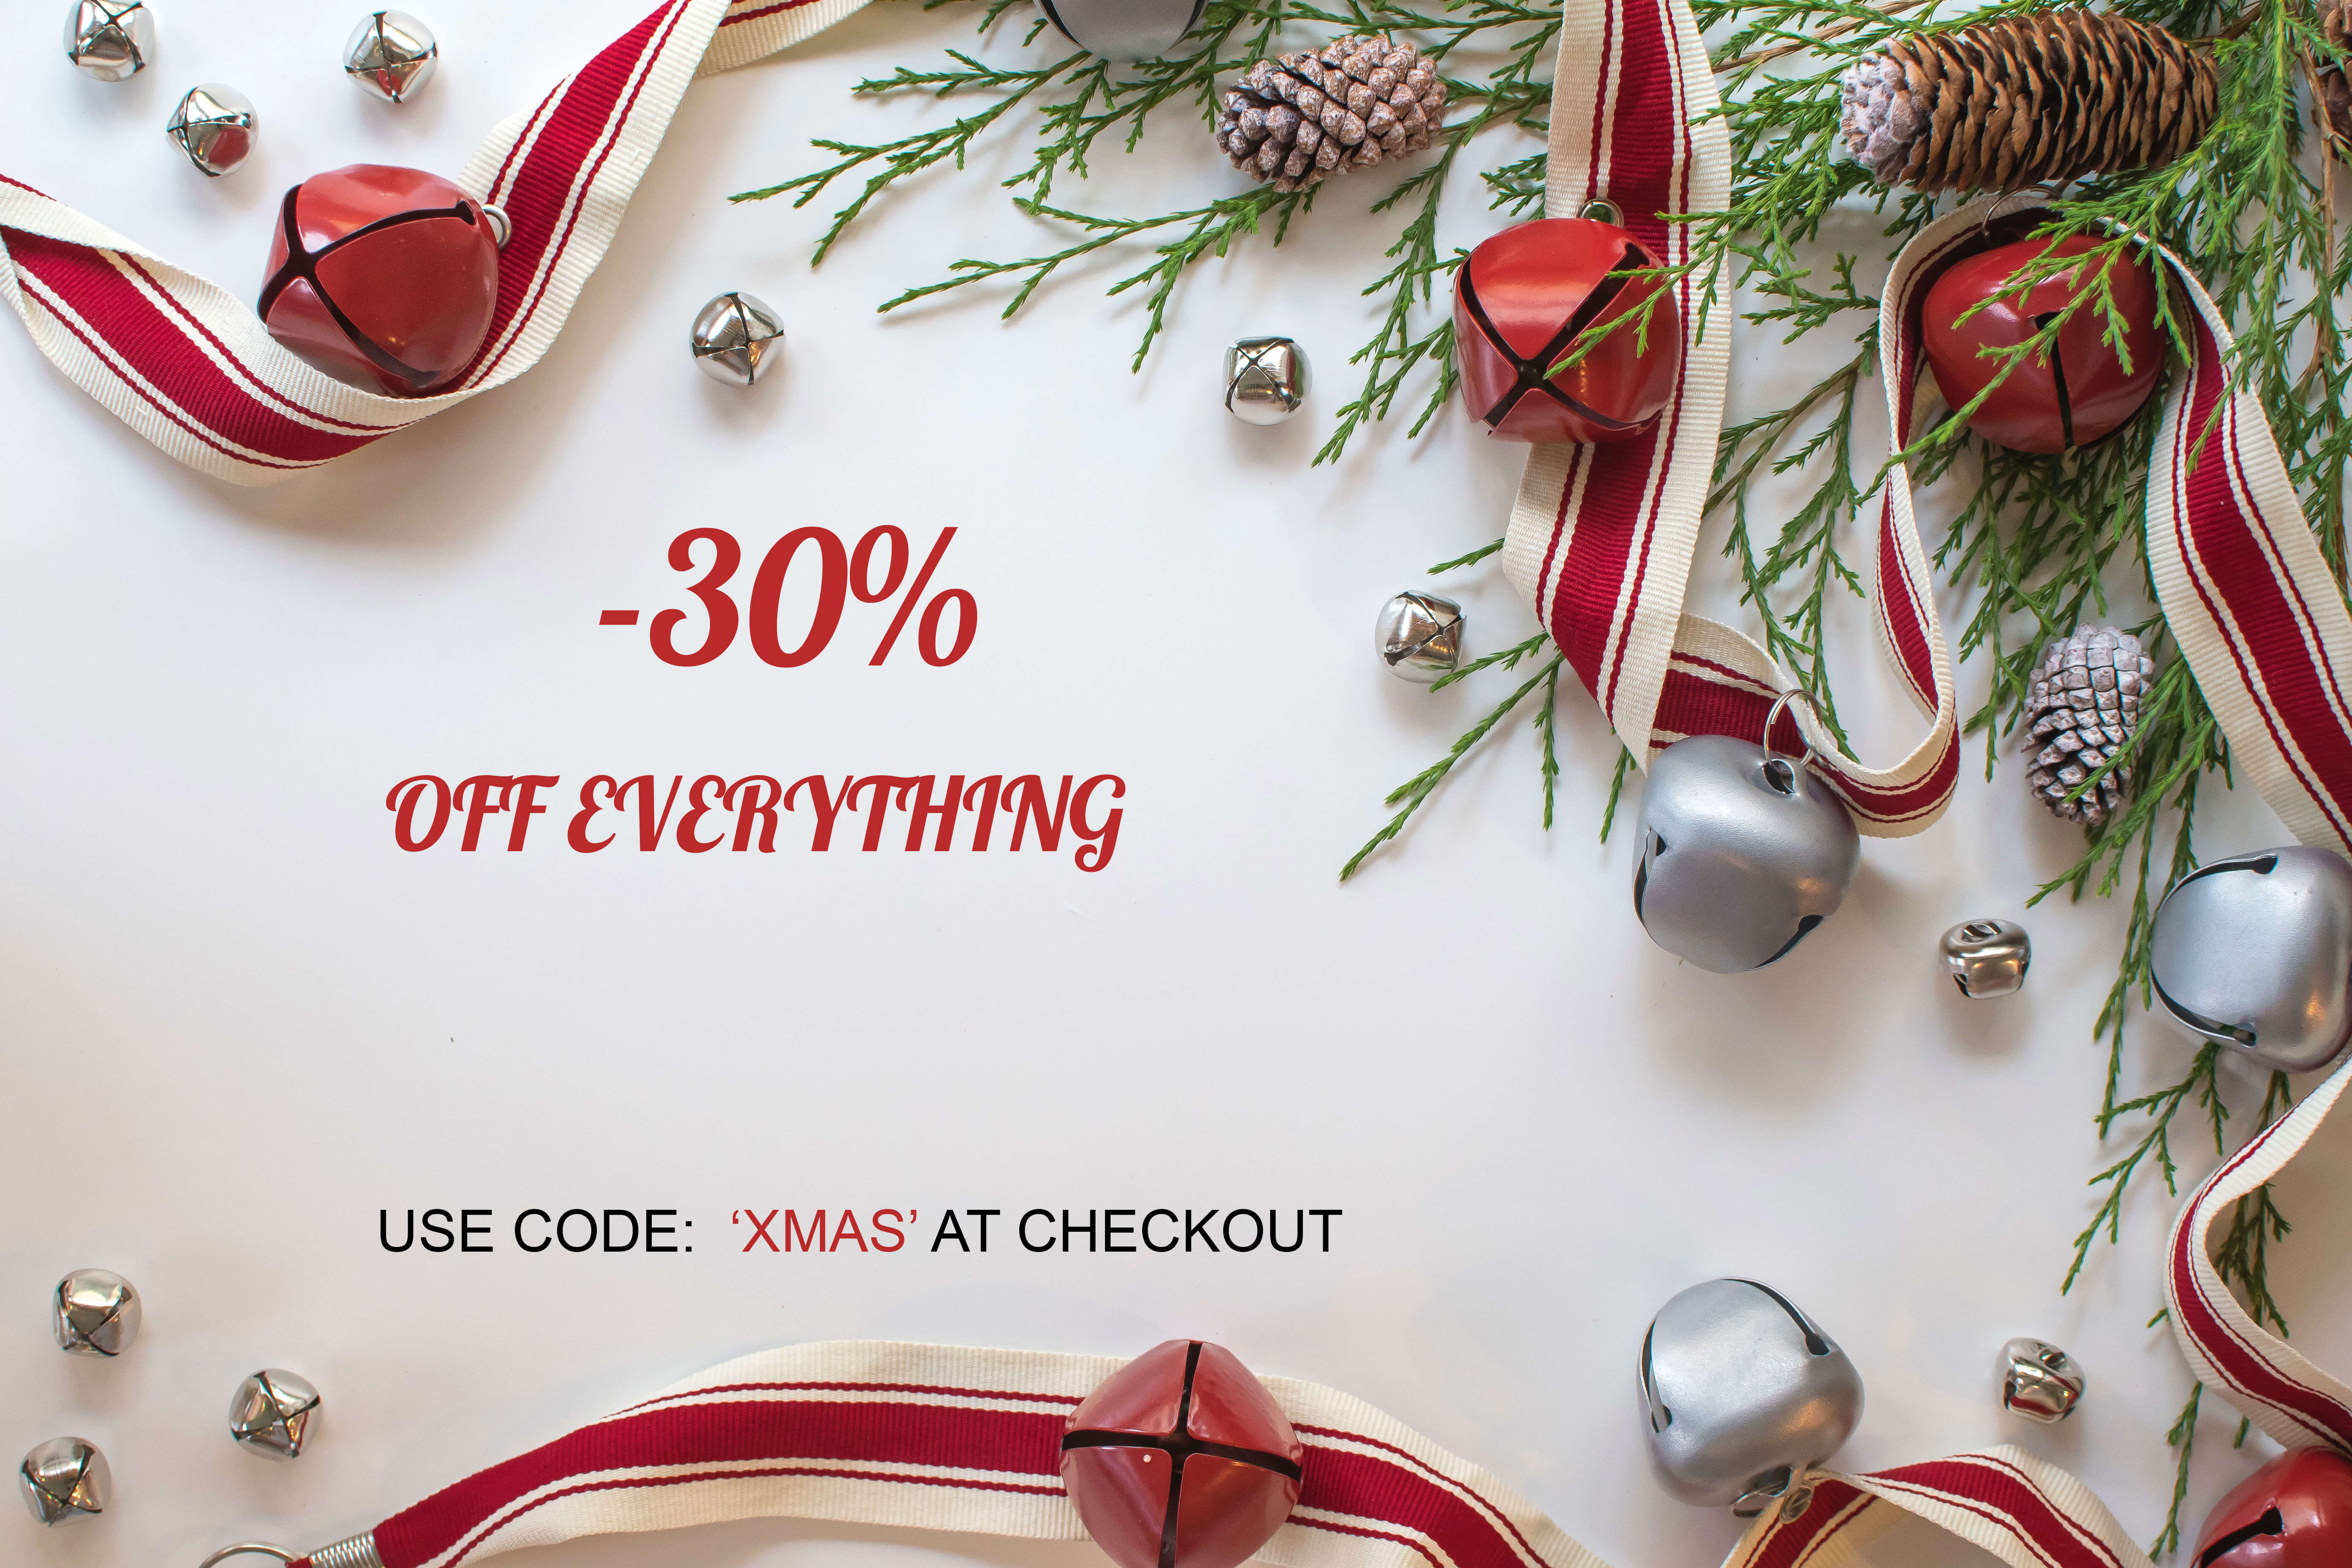 -30%
OFF EVERYTHING
USE CODE:  ‘XMAS’ AT CHECKOUT